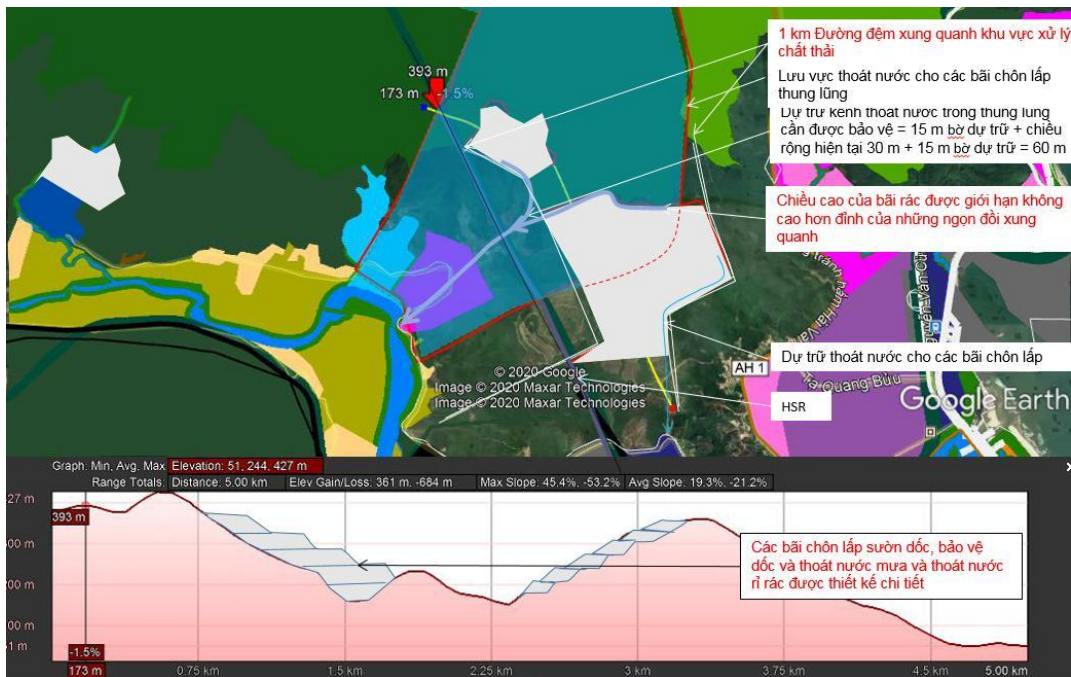 1 km Đường đệm xung quanh khu vực xử lý
chất thải
Lưu vực thoát nước cho các bãi chôn lấp
thung lũng
Dự trữ kênh thoát nước trong thung lũng
cần được bảo vệ = 15 m bờ dự trữ + chiều
rộng hiện tại 30 m + 15 m bờ dự trữ = 60 m
Chiều cao của bãi rác được giới hạn không
cao hơn đỉnh của những ngọn đồi xung
quanh
393 m
173 m -1.5%
Dự trữ thoát nước cho các bãi chôn lấp
AH 1
HSR
Tạ Quang Bửu
© 2020 Google
Image © 2020 Maxar Technologies
Image © 2020 Maxar Technologies
Google Earth
Graph: Min, Avg, Max Elevation: 51, 244, 427 m
Range Totals: Distance: 5.00 km Elev Gain/Loss: 361 m, -684 m Max Slope: 45.4%, -53.2% Avg Slope: 19.3%, -21.2%
393 m
Các bãi chôn lấp sườn dốc, bảo vệ
dốc và thoát nước mưa và thoát nước
rỉ rác được thiết kế chi tiết
-1.5%
173 m 0.75 km 1.5 km 2.25 km 3 km 3.75 km 4.5 km 5.00 km